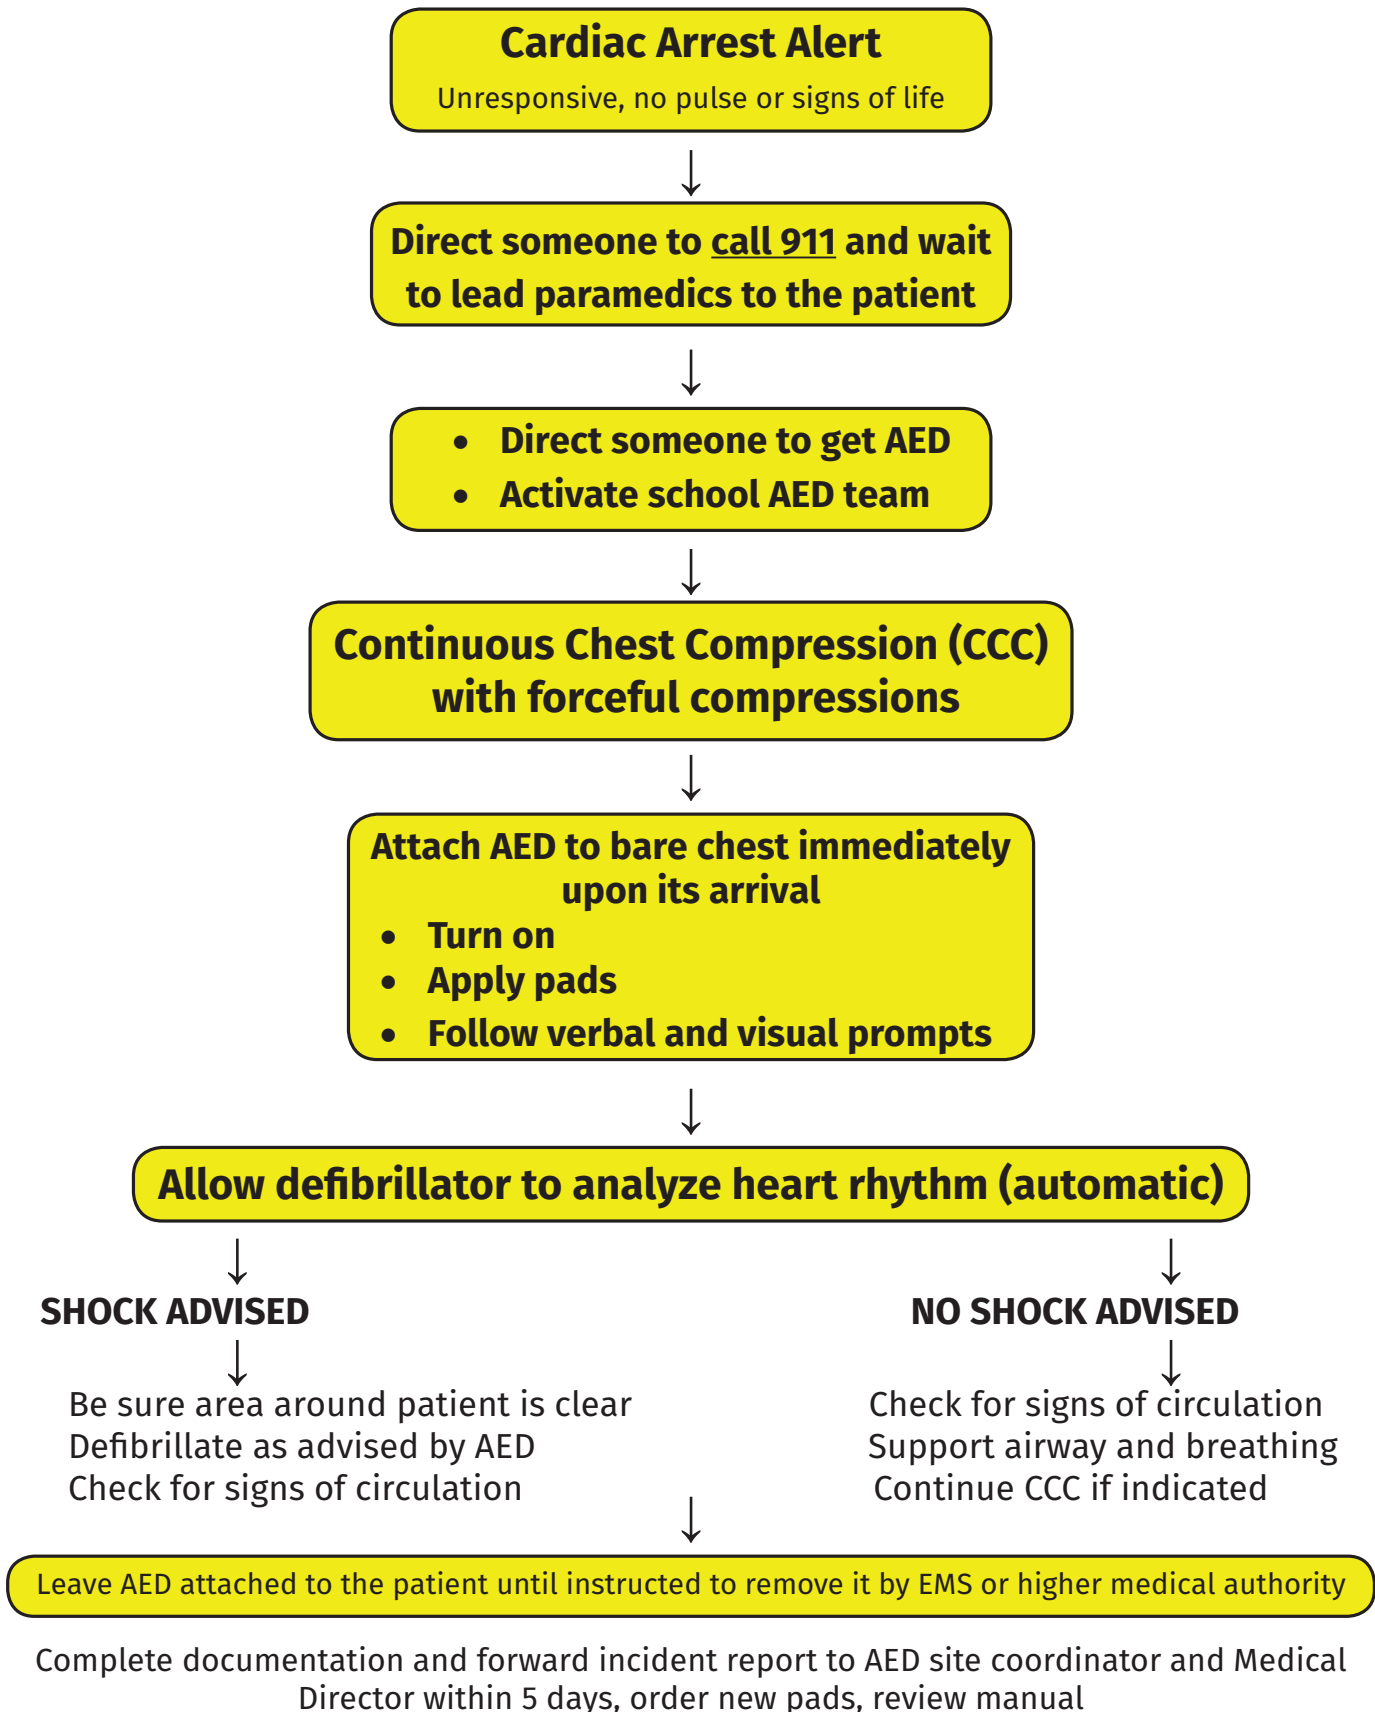 Cardiac Arrest Alert
Unresponsive, no pulse or signs of life
↓
Direct someone to call 911 and wait
to lead paramedics to the patient
↓
• Direct someone to get AED
• Activate school AED team
↓
Continuous Chest Compression (CCC)
with forceful compressions
↓
Attach AED to bare chest immediately
upon its arrival
• Turn on
• Apply pads
• Follow verbal and visual prompts
↓
Allow defibrillator to analyze heart rhythm (automatic)
↓
SHOCK ADVISED
↓
Be sure area around patient is clear
Defibrillate as advised by AED
Check for signs of circulation
↓
NO SHOCK ADVISED
↓
Check for signs of circulation
Support airway and breathing
Continue CCC if indicated
↓
Leave AED attached to the patient until instructed to remove it by EMS or higher medical authority
Complete documentation and forward incident report to AED site coordinator and Medical
Director within 5 days, order new pads, review manual